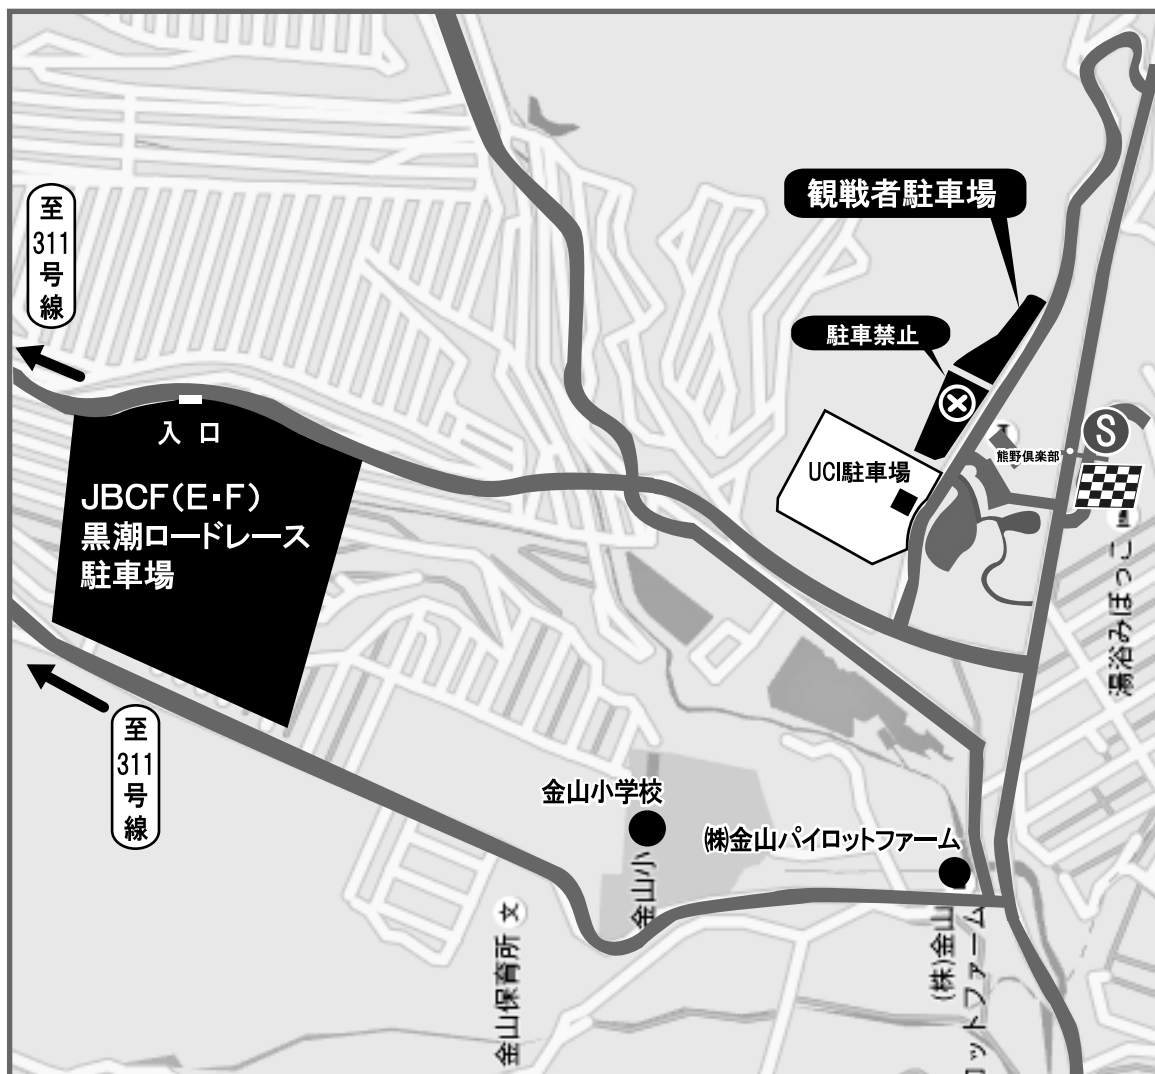 観戦者駐車場
至
311
号
線
駐車禁止
入口
S
熊野倶楽部
UCI駐車場
JBCF(E・F)
黒潮ロードレース
駐車場
湯浴みほっこ
至
311
号
線
金山小学校
㈱金山パイロットファーム
金山小
文
金山保育所
(株)金山
ロットファーム